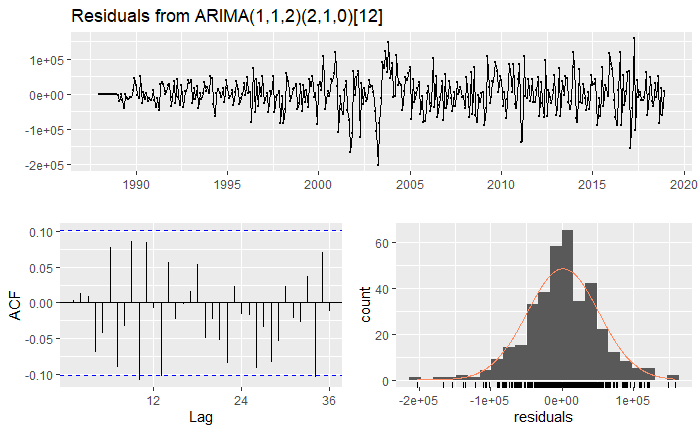 Residuals from ARIMA(1,1,2)(2,1,0)[12]
1e+05
0e+00
-1e+05
-2e+05
1990
1995
2000
2005
2010
2015
2020
0.10
0.05
0.00
-0.05
-0.10
ACF
12
24
36
Lag
60
40
20
0
count
-2e+05
-1e+05
0e+00
1e+05
residuals